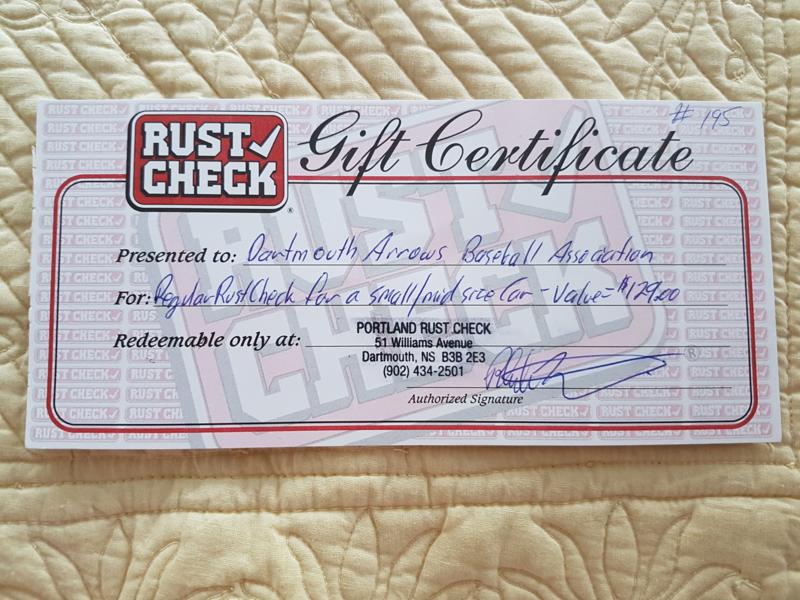 # 195
RUST CHECK
Gift Certificate
Presented to: Dartmouth Arrows Baseball Association
For: Regular Rust Check for a small/mid size Car - Value = $129.00
Redeemable only at:
PORTLAND RUST CHECK
51 Williams Avenue
Dartmouth, NS B3B 2E3
(902) 434-2501
Authorized Signature